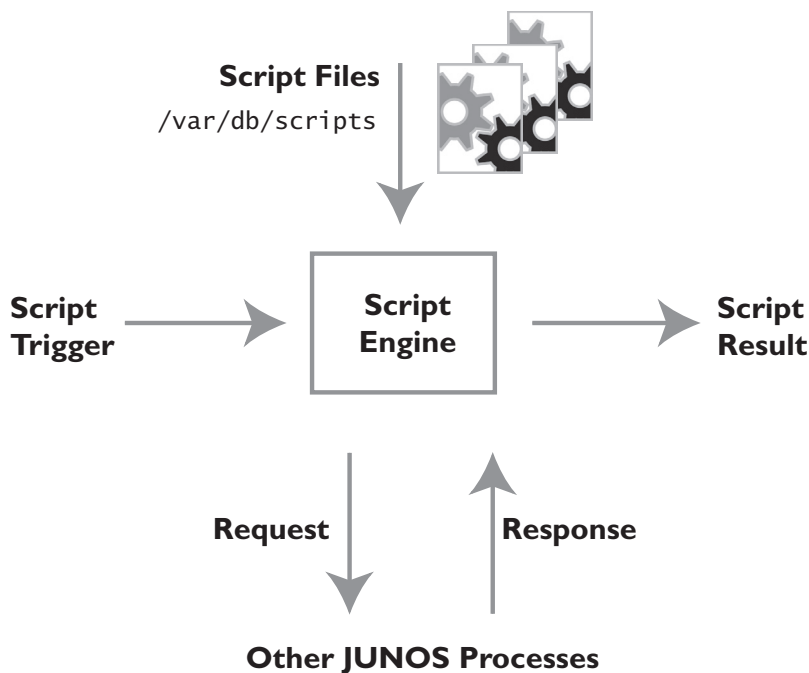 Script Files
/var/db/scripts
Script
Trigger
Script
Engine
Script
Result
Request
Response
Other JUNOS Processes